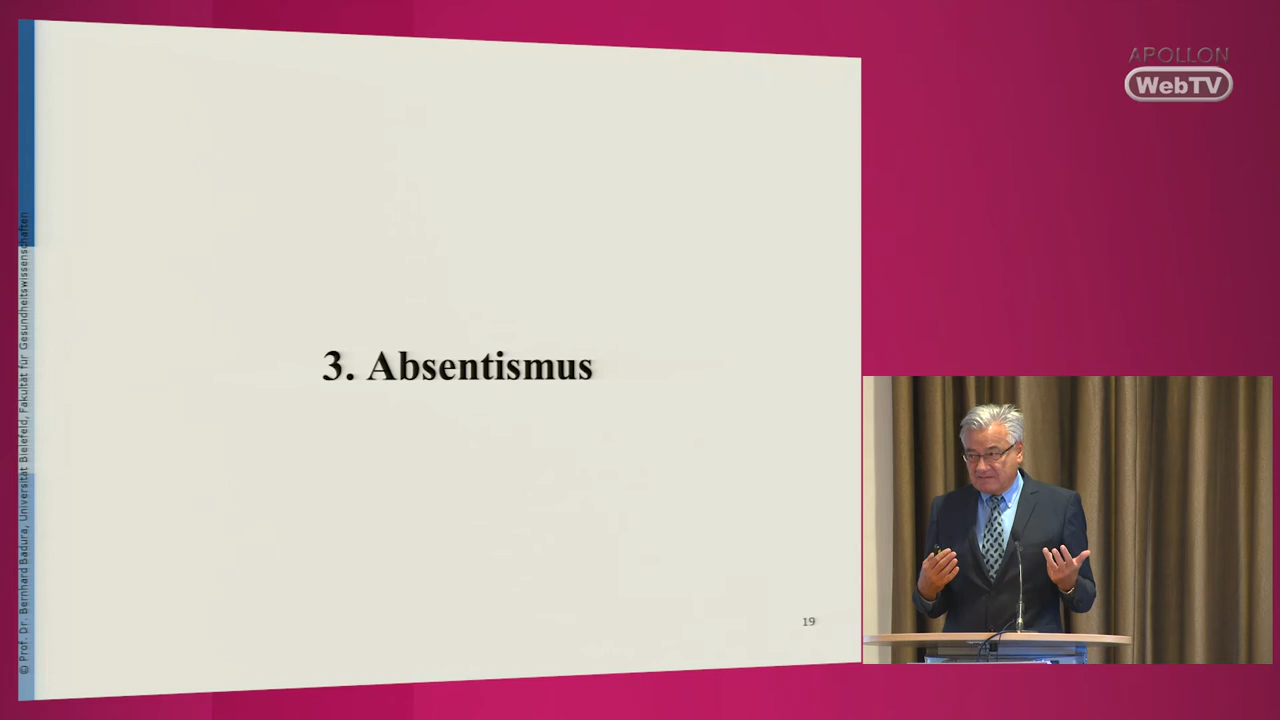 APOLLON
WebTV
3. Absentismus
19
© Prof. Dr. Bernhard Badura, Universität Bielefeld, Fakultät für Gesundheitswissenschaften